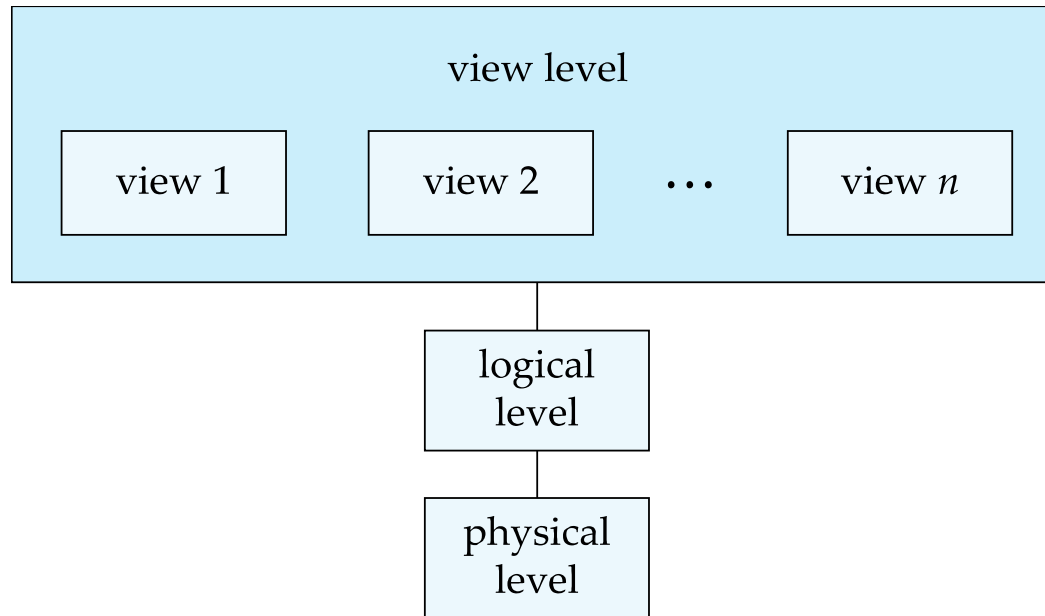 view level
view 1
view 2
...
view n
logical
level
physical
level